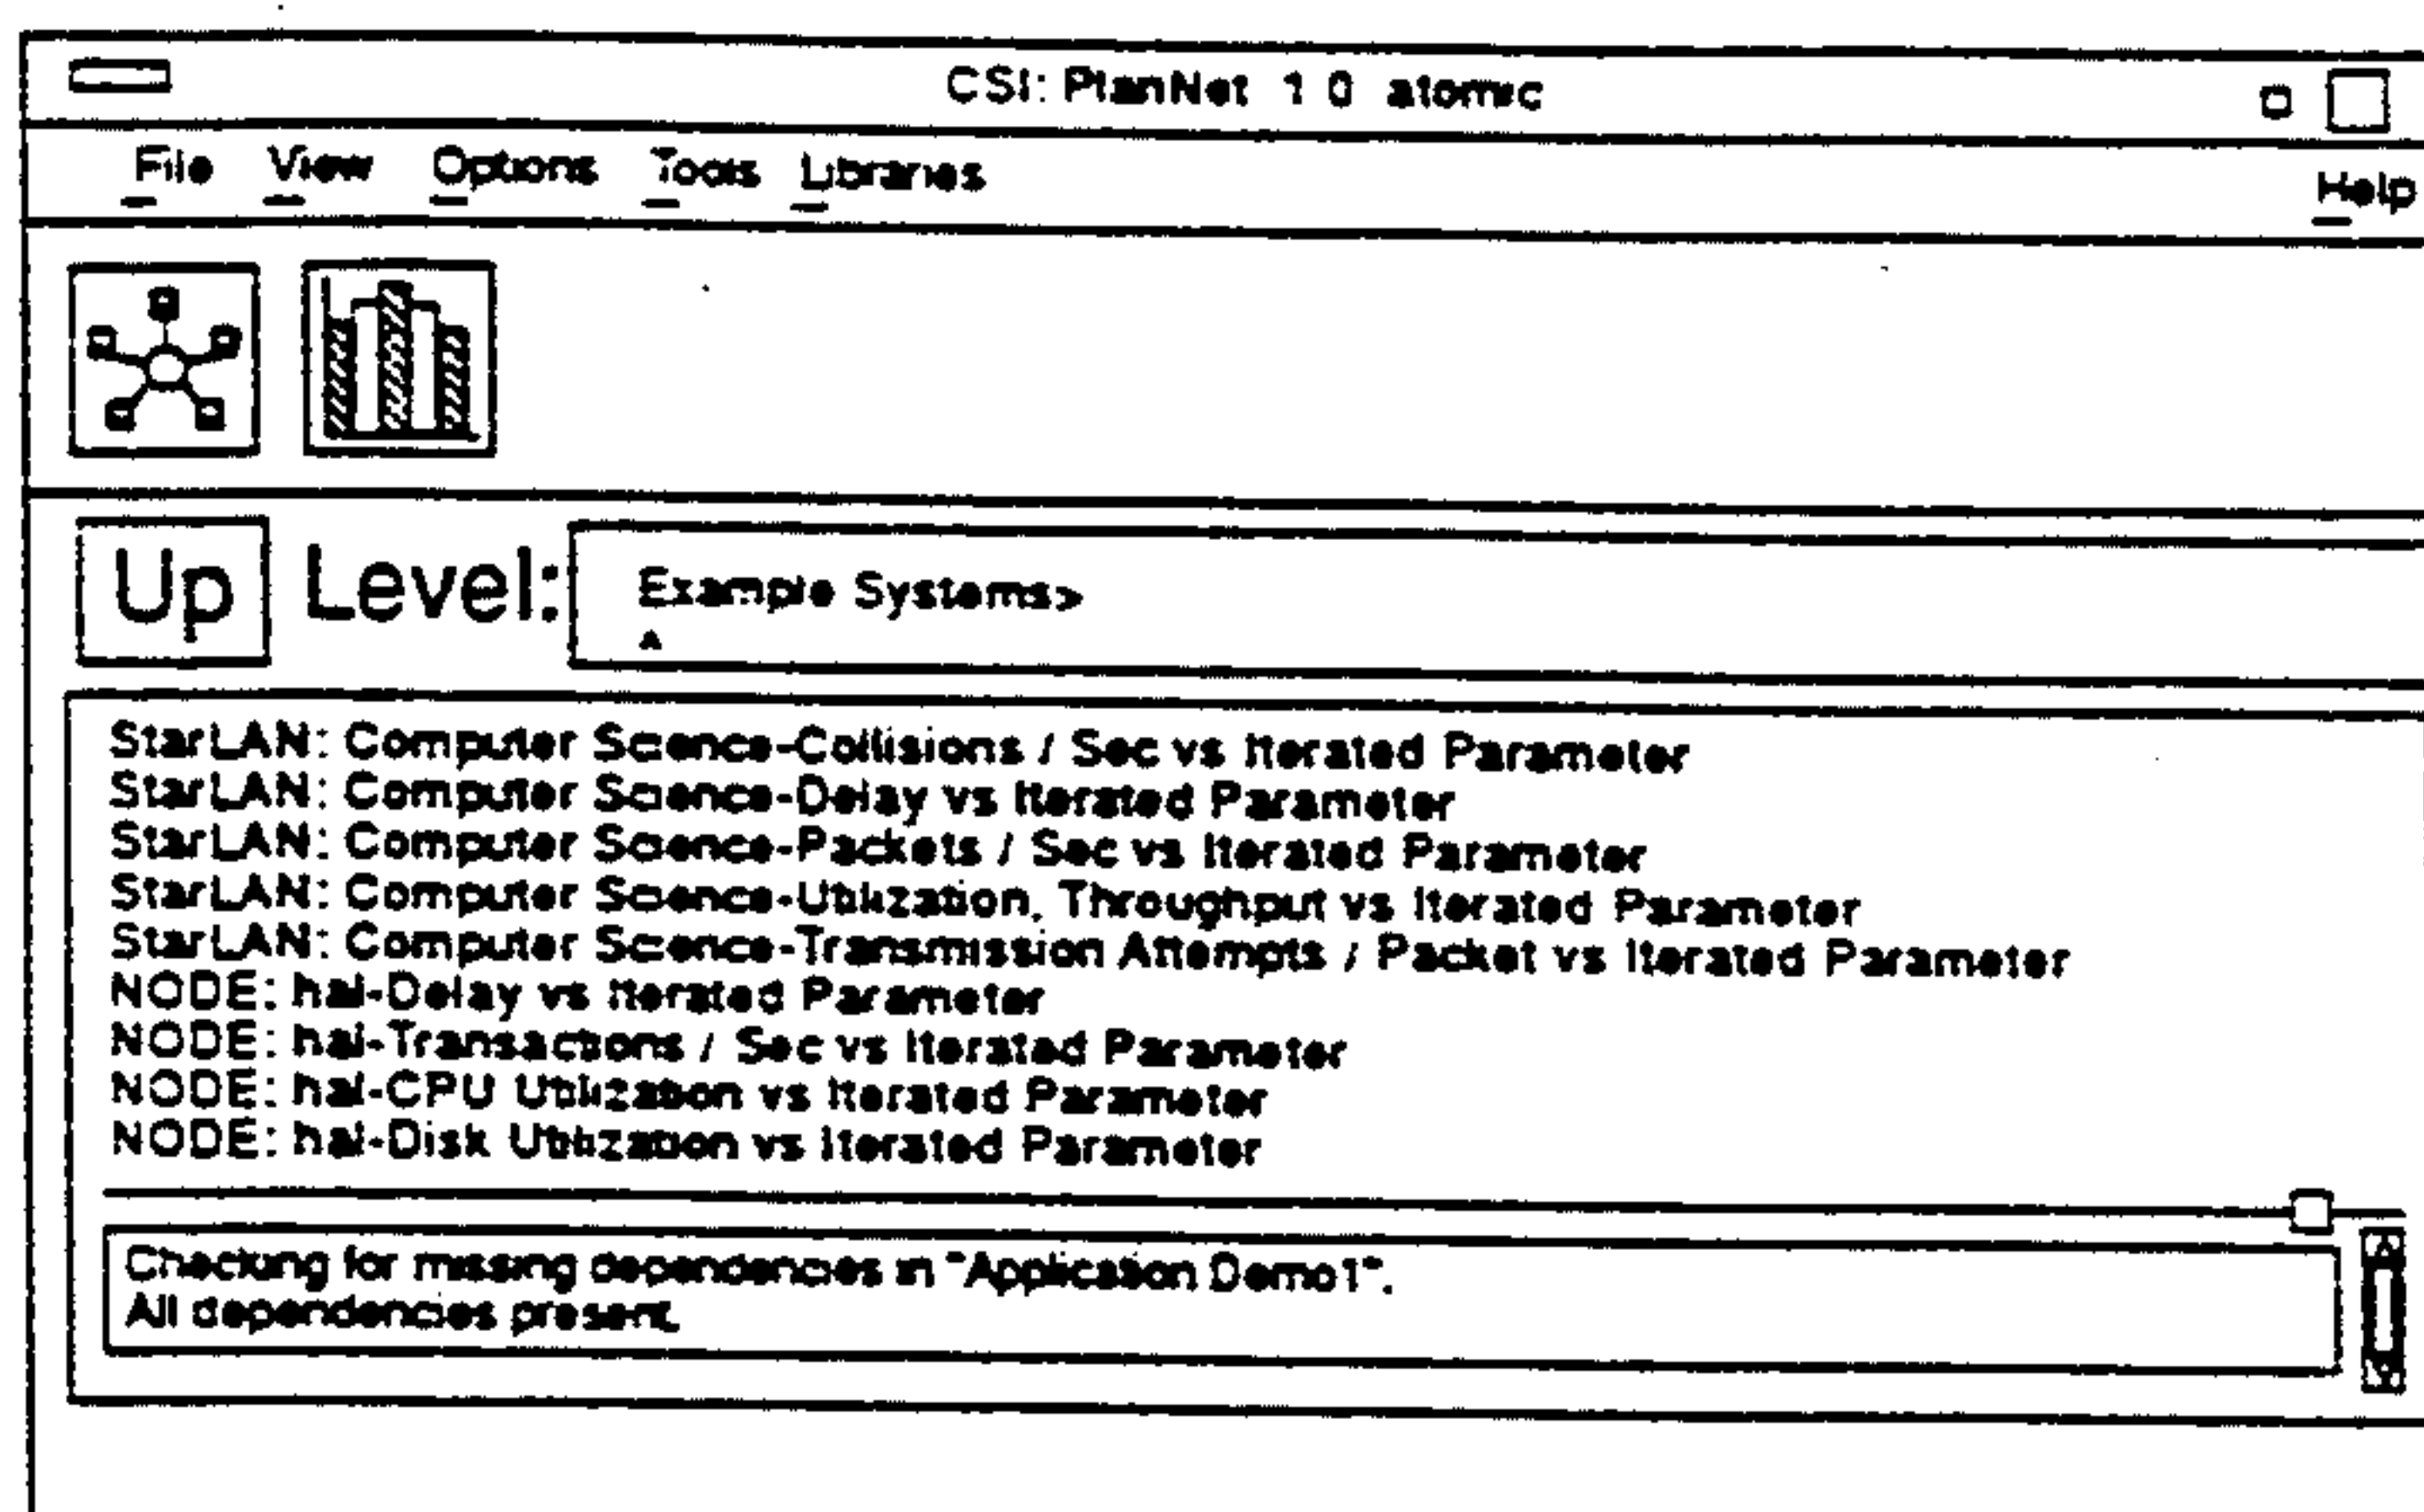 CSI: PlanNet 1 0 atomic
File View Options Tools Libraries Help
Up Level: Example Systems>
StarLAN: Computer Science-Collisions / Sec vs Iterated Parameter
StarLAN: Computer Science-Delay vs Iterated Parameter
StarLAN: Computer Science-Packets / Sec vs Iterated Parameter
StarLAN: Computer Science-Utilization, Throughput vs Iterated Parameter
StarLAN: Computer Science-Transmission Attempts / Packet vs Iterated Parameter
NODE: hal-Delay vs Iterated Parameter
NODE: hal-Transactions / Sec vs Iterated Parameter
NODE: hal-CPU Utilization vs Iterated Parameter
NODE: hal-Disk Utilization vs Iterated Parameter
Checking for missing dependencies in "Application Demo1".
All dependencies present.